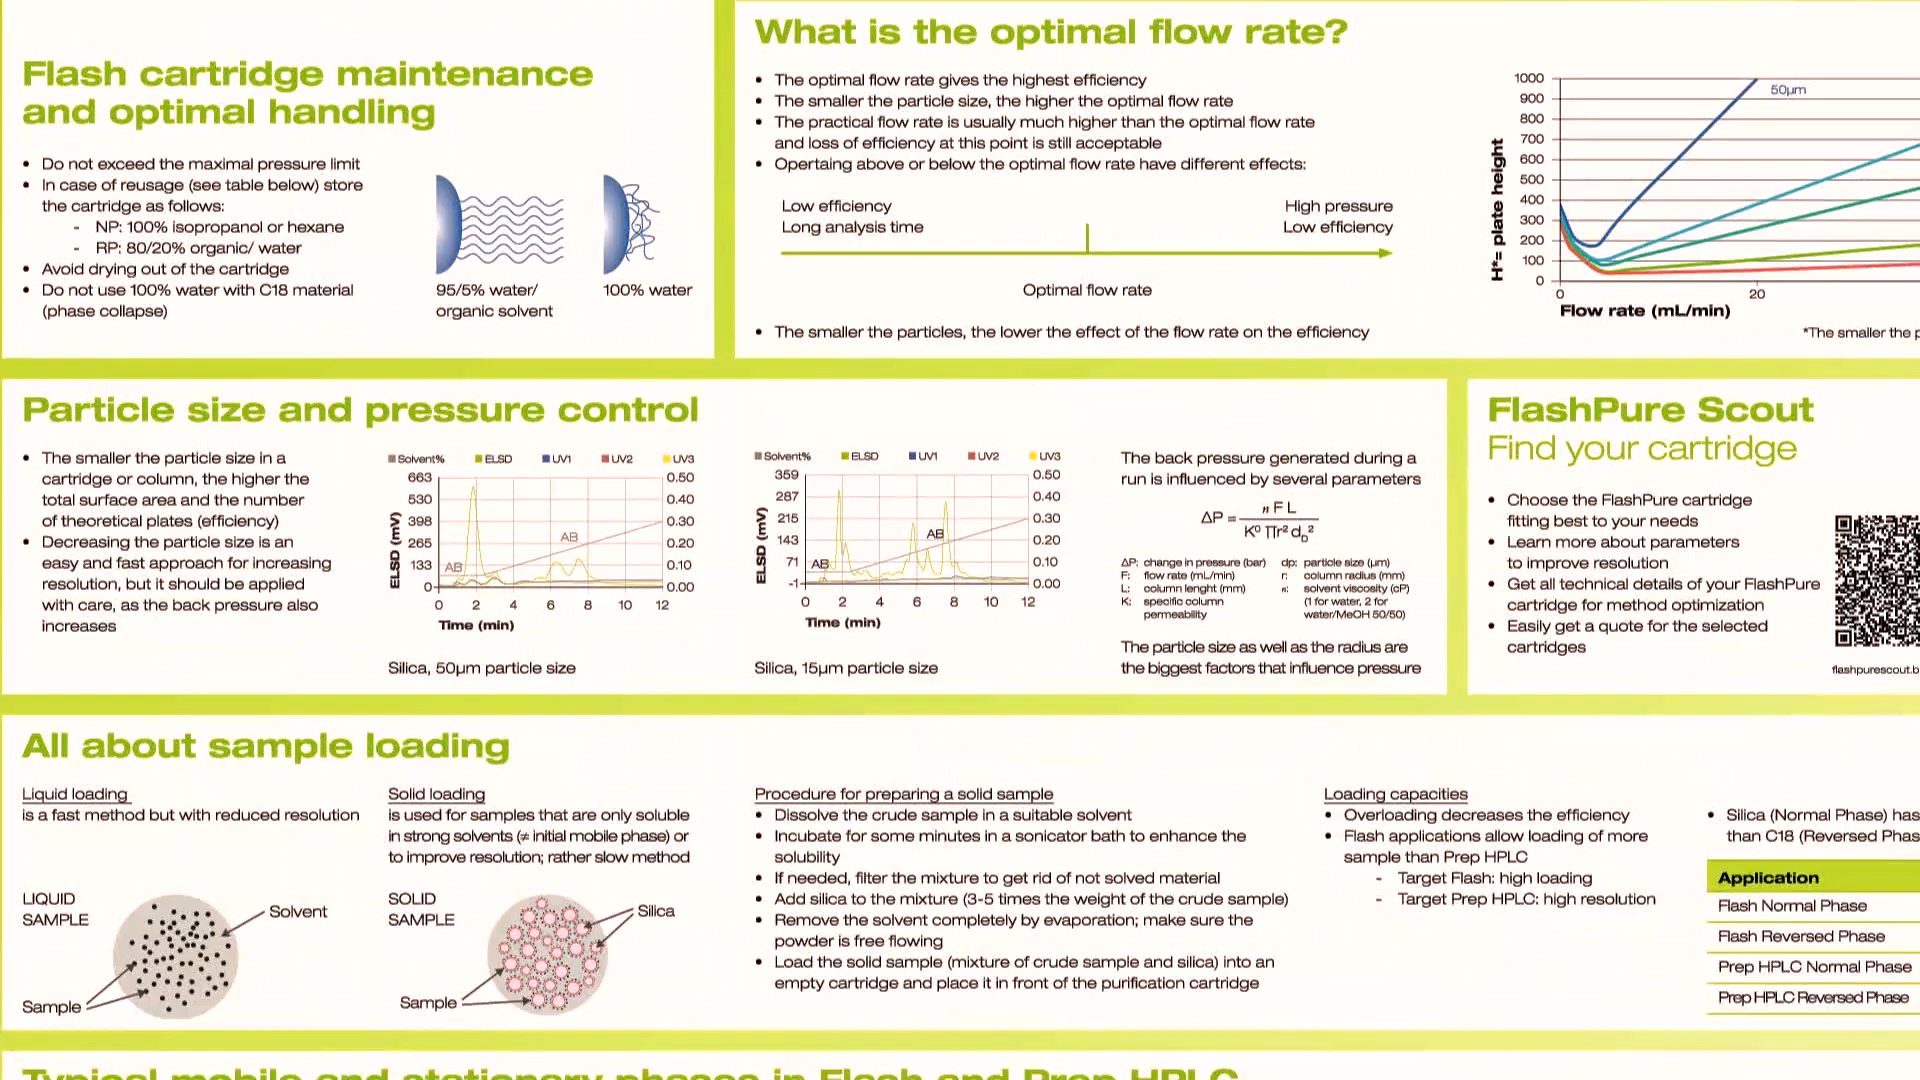 Flash cartridge maintenance
and optimal handling
• Do not exceed the maximal pressure limit
• In case of reusage (see table below) store
the cartridge as follows:
- NP: 100% isopropanol or hexane
- RP: 80/20% organic/ water
• Avoid drying out of the cartridge
• Do not use 100% water with C18 material
(phase collapse)
95/5% water/
organic solvent
100% water
What is the optimal flow rate?
• The optimal flow rate gives the highest efficiency
• The smaller the particle size, the higher the optimal flow rate
• The practical flow rate is usually much higher than the optimal flow rate
and loss of efficiency at this point is still acceptable
• Opertaing above or below the optimal flow rate have different effects:
Low efficiency
Long analysis time
High pressure
Low efficiency
Optimal flow rate
• The smaller the particles, the lower the effect of the flow rate on the efficiency
H*= plate height
1000
900
800
700
600
500
400
300
200
100
0
50µm
0 20
Flow rate (mL/min)
*The smaller the
Particle size and pressure control
• The smaller the particle size in a
cartridge or column, the higher the
total surface area and the number
of theoretical plates (efficiency)
• Decreasing the particle size is an
easy and fast approach for increasing
resolution, but it should be applied
with care, as the back pressure also
increases
Solvent% ELSD UV1 UV2 UV3
ELSD (mV)
663
530
398
265
133
0
0.50
0.40
0.30
0.20
0.10
0.00
AB
AB
0 2 4 6 8 10 12
Time (min)
Silica, 50µm particle size
Solvent% ELSD UV1 UV2 UV3
ELSD (mV)
359
287
215
143
71
-1
0.50
0.40
0.30
0.20
0.10
0.00
AB
AB
0 2 4 6 8 10 12
Time (min)
Silica, 15µm particle size
The back pressure generated during a
run is influenced by several parameters
ΔP = n F L / K⁰ ∏r² dₚ²
ΔP: change in pressure (bar)
F: flow rate (mL/min)
L: column lenght (mm)
K: specific column
permeability
dp: particle size (µm)
r: column radius (mm)
n: solvent viscosity (cP)
(1 for water, 2 for
water/MeOH 50/50)
The particle size as well as the radius are
the biggest factors that influence pressure
FlashPure Scout
Find your cartridge
• Choose the FlashPure cartridge
fitting best to your needs
• Learn more about parameters
to improve resolution
• Get all technical details of your FlashPure
cartridge for method optimization
• Easily get a quote for the selected
cartridges
flashpurescout.b
All about sample loading
Liquid loading
is a fast method but with reduced resolution
LIQUID
SAMPLE
Solvent
Sample
Solid loading
is used for samples that are only soluble
in strong solvents (≠ initial mobile phase) or
to improve resolution; rather slow method
SOLID
SAMPLE
Silica
Sample
Procedure for preparing a solid sample
• Dissolve the crude sample in a suitable solvent
• Incubate for some minutes in a sonicator bath to enhance the
solubility
• If needed, filter the mixture to get rid of not solved material
• Add silica to the mixture (3-5 times the weight of the crude sample)
• Remove the solvent completely by evaporation; make sure the
powder is free flowing
• Load the solid sample (mixture of crude sample and silica) into an
empty cartridge and place it in front of the purification cartridge
Loading capacities
• Overloading decreases the efficiency
• Flash applications allow loading of more
sample than Prep HPLC
- Target Flash: high loading
- Target Prep HPLC: high resolution
• Silica (Normal Phase) has
than C18 (Reversed Phas
Application
Flash Normal Phase
Flash Reversed Phase
Prep HPLC Normal Phase
Prep HPLC Reversed Phase
Typical mobile and stationary phases in Flash and Prep HPLC